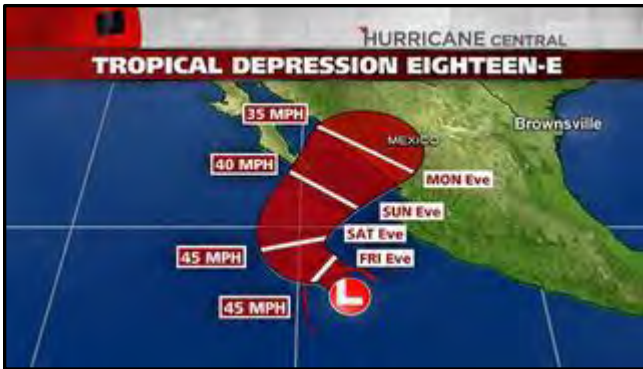 HURRICANE CENTRAL
TROPICAL DEPRESSION EIGHTEEN-E
35 MPH
MEXICO
Brownsville
40 MPH
MON Eve
SUN Eve
SAT Eve
45 MPH
FRI Eve
L
45 MPH